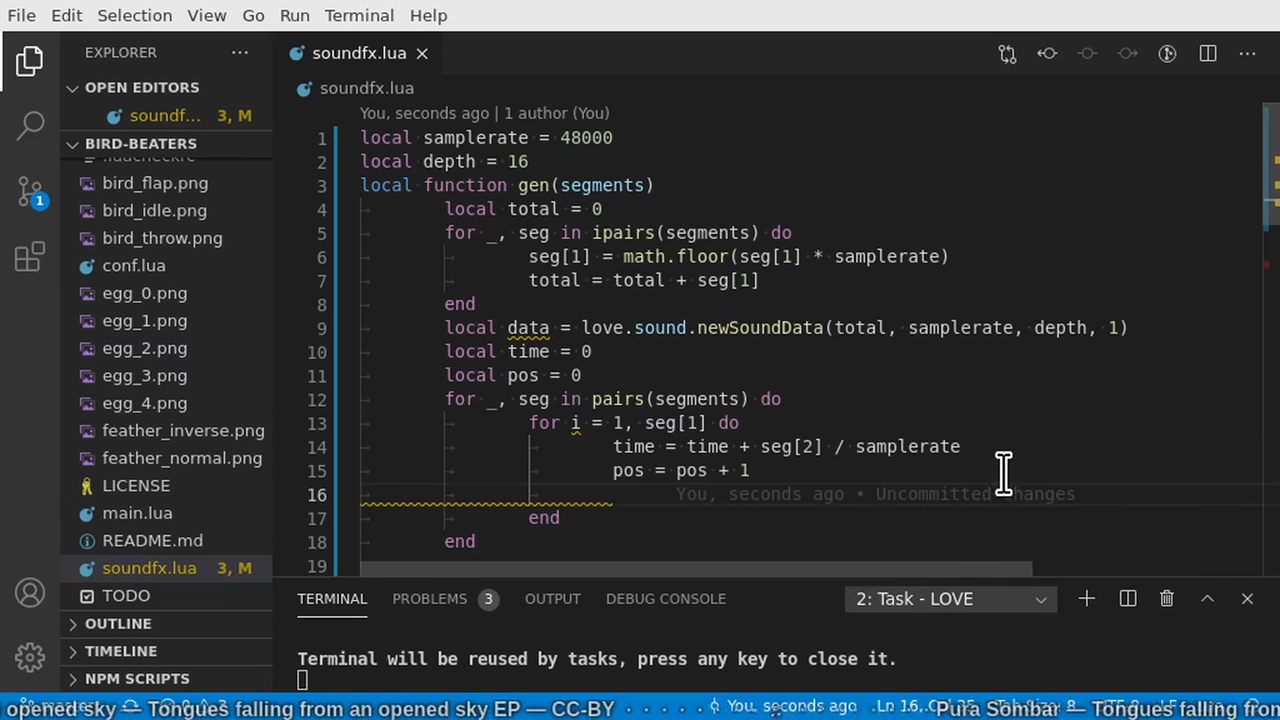 File Edit Selection View Go Run Terminal Help
EXPLORER
soundfx.lua
OPEN EDITORS
soundf... 3, M
soundfx.lua
BIRD-BEATERS
You, seconds ago | 1 author (You)
bird_flap.png
bird_idle.png
bird_throw.png
conf.lua
egg_0.png
egg_1.png
egg_2.png
egg_3.png
egg_4.png
feather_inverse.png
feather_normal.png
LICENSE
main.lua
README.md
soundfx.lua 3, M
TODO
OUTLINE
TIMELINE
NPM SCRIPTS
1
1 local samplerate = 48000
2 local depth = 16
3 local function gen(segments)
4 local total = 0
5 for _, seg in ipairs(segments) do
6 seg[1] = math.floor(seg[1] * samplerate)
7 total = total + seg[1]
8 end
9 local data = love.sound.newSoundData(total, samplerate, depth, 1)
10 local time = 0
11 local pos = 0
12 for _, seg in pairs(segments) do
13 for i = 1, seg[1] do
14 time = time + seg[2] / samplerate
15 pos = pos + 1
16 You, seconds ago • Uncommitted changes
17 end
18 end
19
TERMINAL PROBLEMS 3 OUTPUT DEBUG CONSOLE 2: Task - LOVE
Terminal will be reused by tasks, press any key to close it.
You, seconds ago Ln 16,
opened sky — Tongues falling from an opened sky EP — CC-BY
Pura Sombar — Tongues falling from